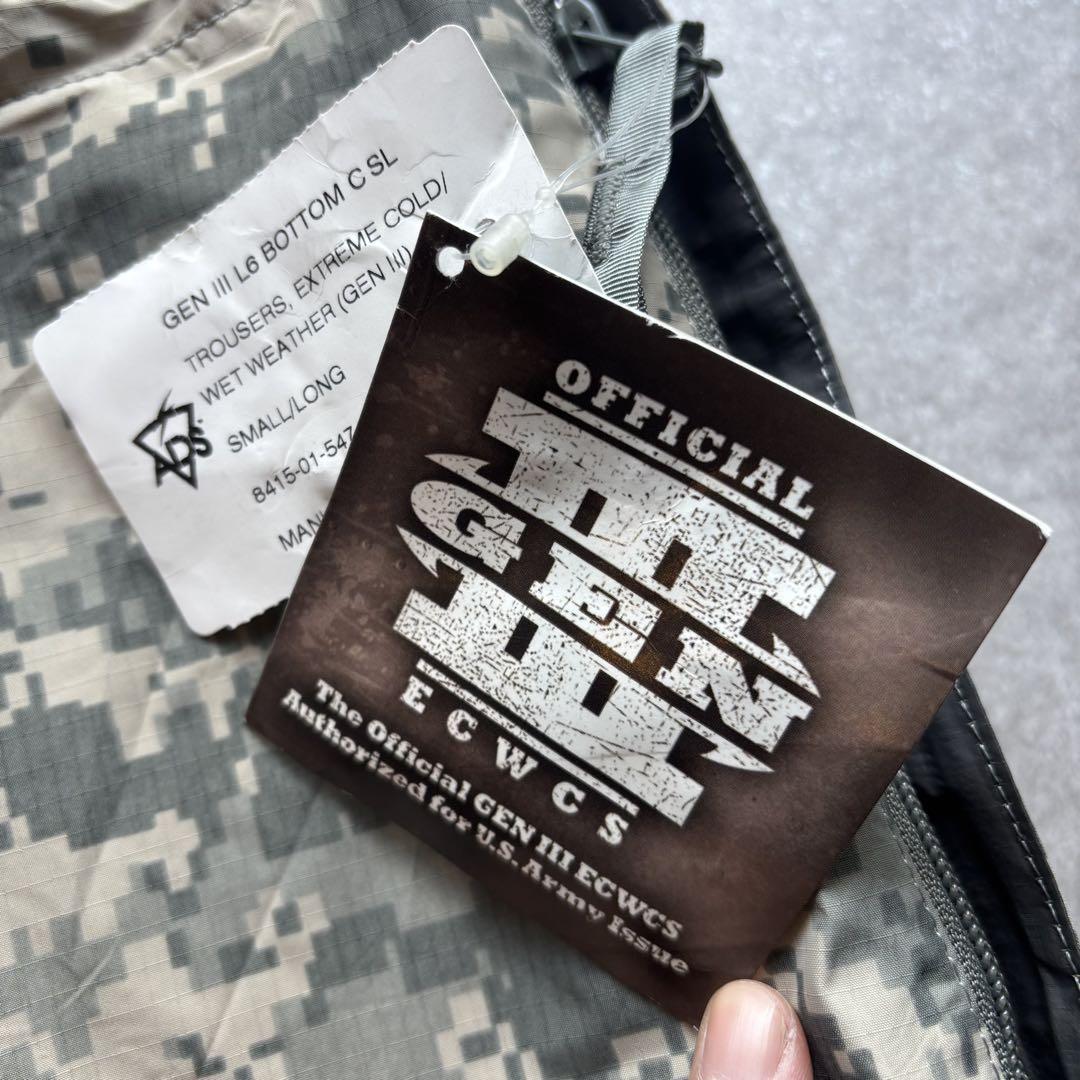 GEN III L6 BOTTOM C SL
TROUSERS, EXTREME COLD/
WET WEATHER (GEN III)
SMALL/LONG
8415-01-547
ADS
OFFICIAL
III
GEN
ECWCS
The Official GEN III ECWCS
Authorized for U.S. Army Issue